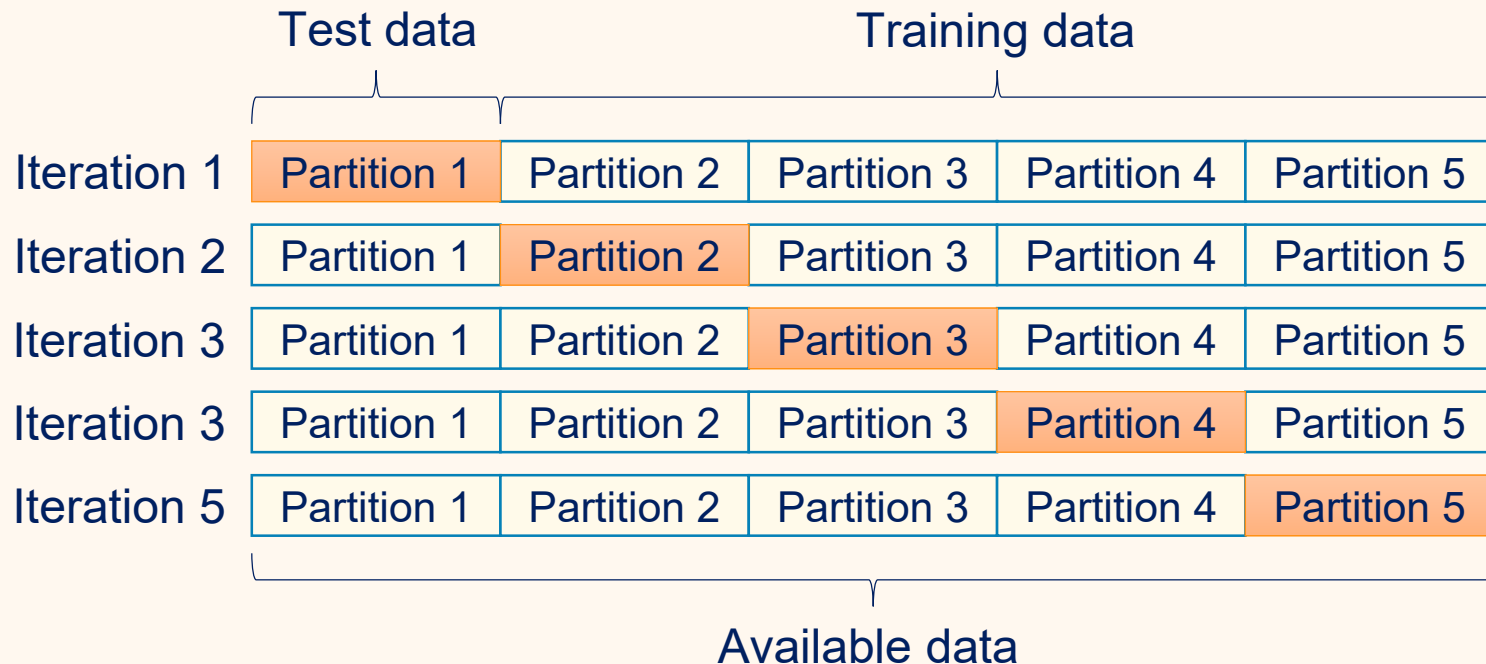 Test data Training data
Iteration 1 Partition 1 Partition 2 Partition 3 Partition 4 Partition 5
Iteration 2 Partition 1 Partition 2 Partition 3 Partition 4 Partition 5
Iteration 3 Partition 1 Partition 2 Partition 3 Partition 4 Partition 5
Iteration 3 Partition 1 Partition 2 Partition 3 Partition 4 Partition 5
Iteration 5 Partition 1 Partition 2 Partition 3 Partition 4 Partition 5
Available data